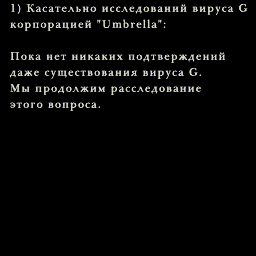 1) Касательно исследований вируса G
корпорацией "Umbrella":
Пока нет никаких подтверждений
даже существования вируса G.
Мы продолжим расследование
этого вопроса.